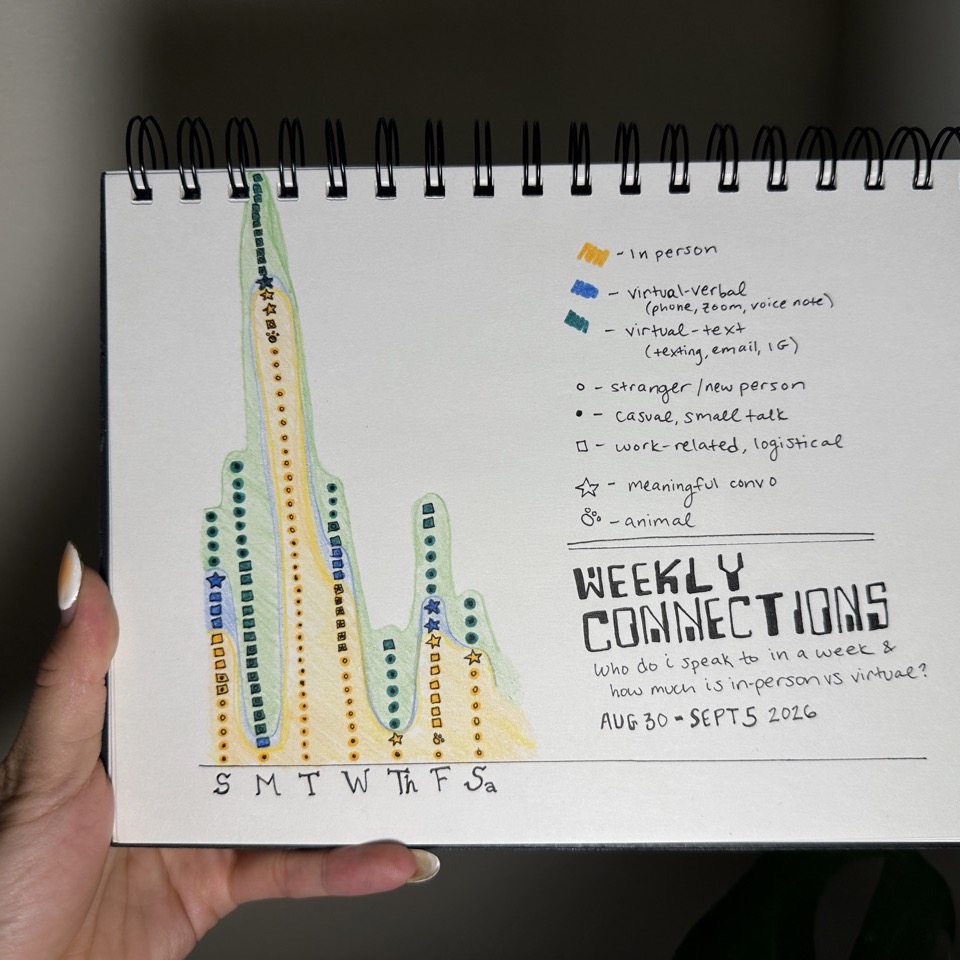 - In person
- virtual-verbal
(phone, zoom, voice note)
- virtual-text
(texting, email, IG)
- stranger/new person
- casual, small talk
- work-related, logistical
- meaningful convo
- animal
WEEKLY
CONNECTIONS
who do i speak to in a week &
how much is in-person vs virtual?
AUG 30 - SEPT 5 2026
S M T W Th F Sa